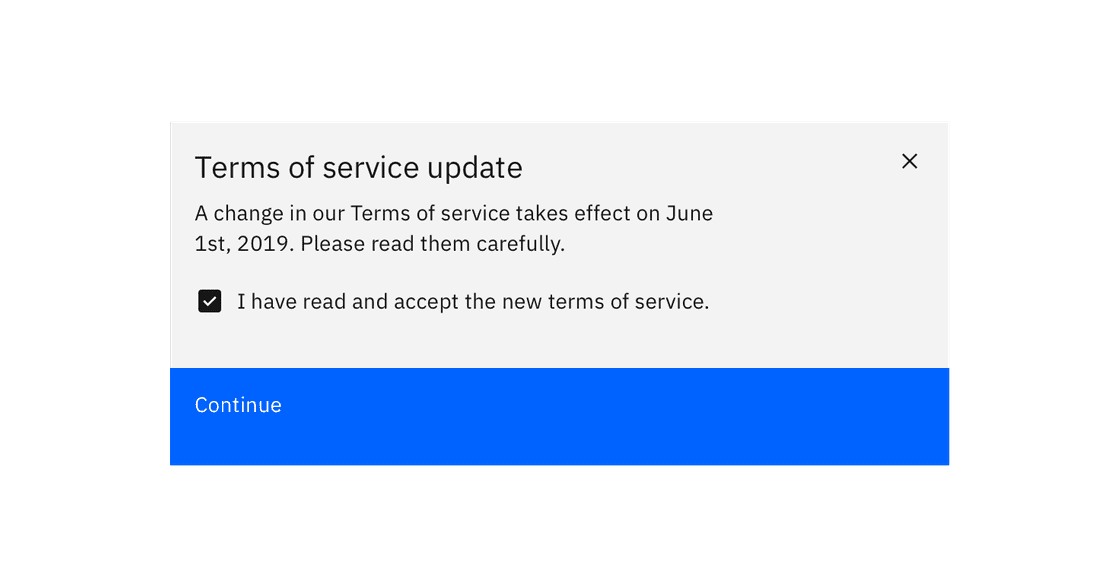 Terms of service update
A change in our Terms of service takes effect on June
1st, 2019. Please read them carefully.
I have read and accept the new terms of service.
Continue